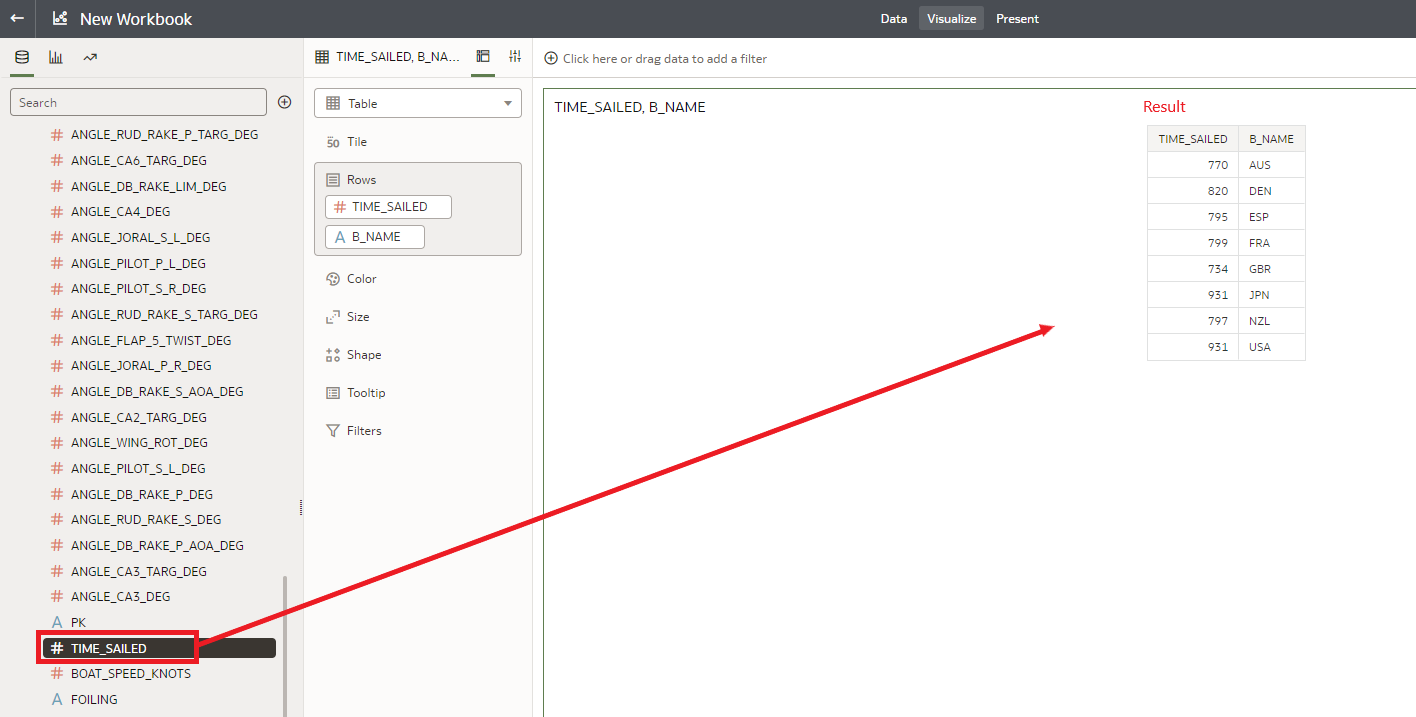 New Workbook
Data Visualize Present
TIME_SAILED, B_NA...
Click here or drag data to add a filter
Search
ANGLE_RUD_RAKE_P_TARG_DEG
ANGLE_CA6_TARG_DEG
ANGLE_DB_RAKE_LIM_DEG
ANGLE_CA4_DEG
ANGLE_JORAL_S_L_DEG
ANGLE_PILOT_P_L_DEG
ANGLE_PILOT_S_R_DEG
ANGLE_RUD_RAKE_S_TARG_DEG
ANGLE_FLAP_5_TWIST_DEG
ANGLE_JORAL_P_R_DEG
ANGLE_DB_RAKE_S_AOA_DEG
ANGLE_CA2_TARG_DEG
ANGLE_WING_ROT_DEG
ANGLE_PILOT_S_L_DEG
ANGLE_DB_RAKE_P_DEG
ANGLE_RUD_RAKE_S_DEG
ANGLE_DB_RAKE_P_AOA_DEG
ANGLE_CA3_TARG_DEG
ANGLE_CA3_DEG
A PK
# TIME_SAILED
BOAT_SPEED_KNOTS
A FOILING
Table
50 Tile
Rows
# TIME_SAILED
A B_NAME
Color
Size
Shape
Tooltip
Filters
TIME_SAILED, B_NAME
Result
TIME_SAILED B_NAME
770 AUS
820 DEN
795 ESP
799 FRA
734 GBR
931 JPN
797 NZL
931 USA